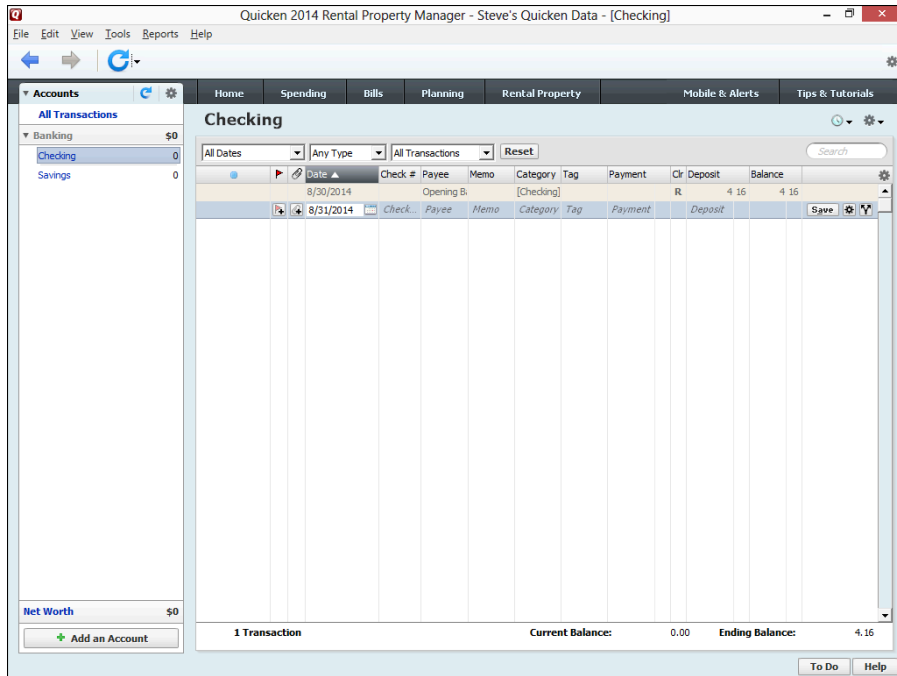 Quicken 2014 Rental Property Manager - Steve's Quicken Data - [Checking]
File Edit View Tools Reports Help
Accounts
Home Spending Bills Planning Rental Property Mobile & Alerts Tips & Tutorials
All Transactions
Checking
Banking $0
Checking 0
Savings 0
All Dates Any Type All Transactions Reset Search
Date Check # Payee Memo Category Tag Payment Clr Deposit Balance
8/30/2014 Opening Ba [Checking] R 4 16 4 16
8/31/2014 Check... Payee Memo Category Tag Payment Deposit Save
Net Worth $0
Add an Account
1 Transaction Current Balance: 0.00 Ending Balance: 4.16
To Do Help